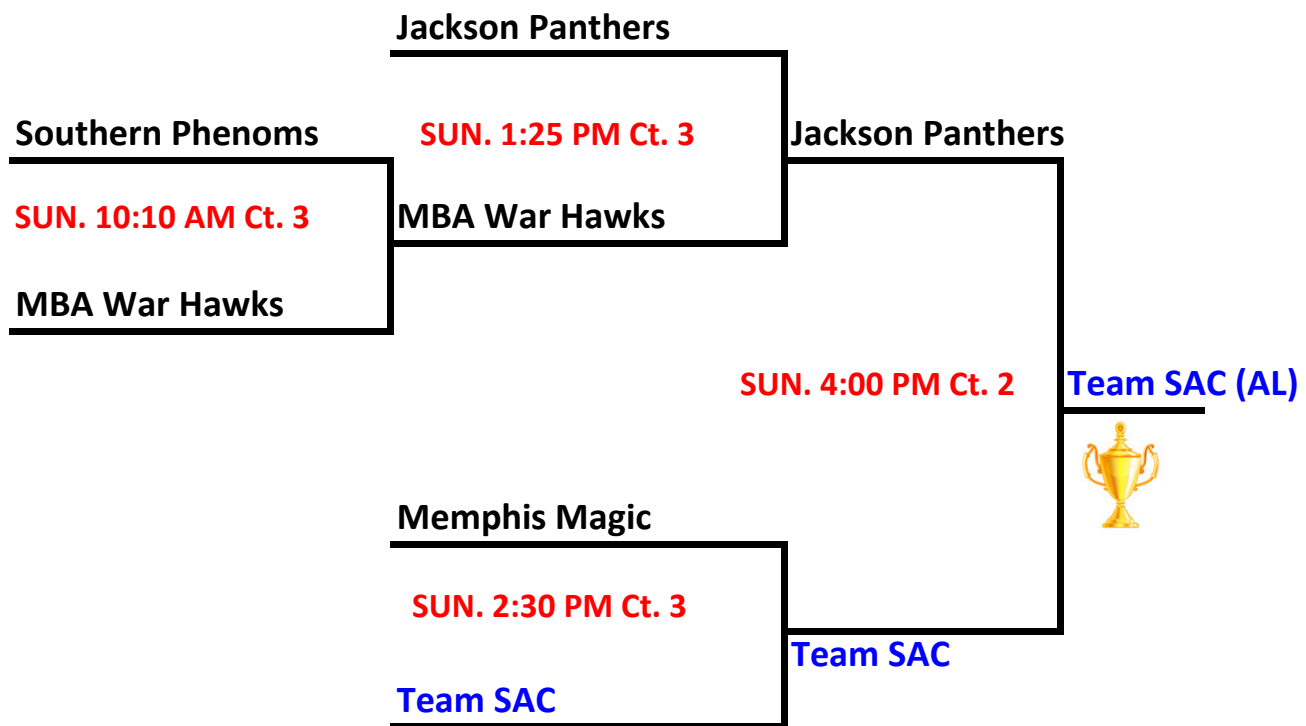 Jackson Panthers
Southern Phenoms
SUN. 1:25 PM Ct. 3
Jackson Panthers
SUN. 10:10 AM Ct. 3
MBA War Hawks
MBA War Hawks
SUN. 4:00 PM Ct. 2
Team SAC (AL)
Memphis Magic
SUN. 2:30 PM Ct. 3
Team SAC
Team SAC